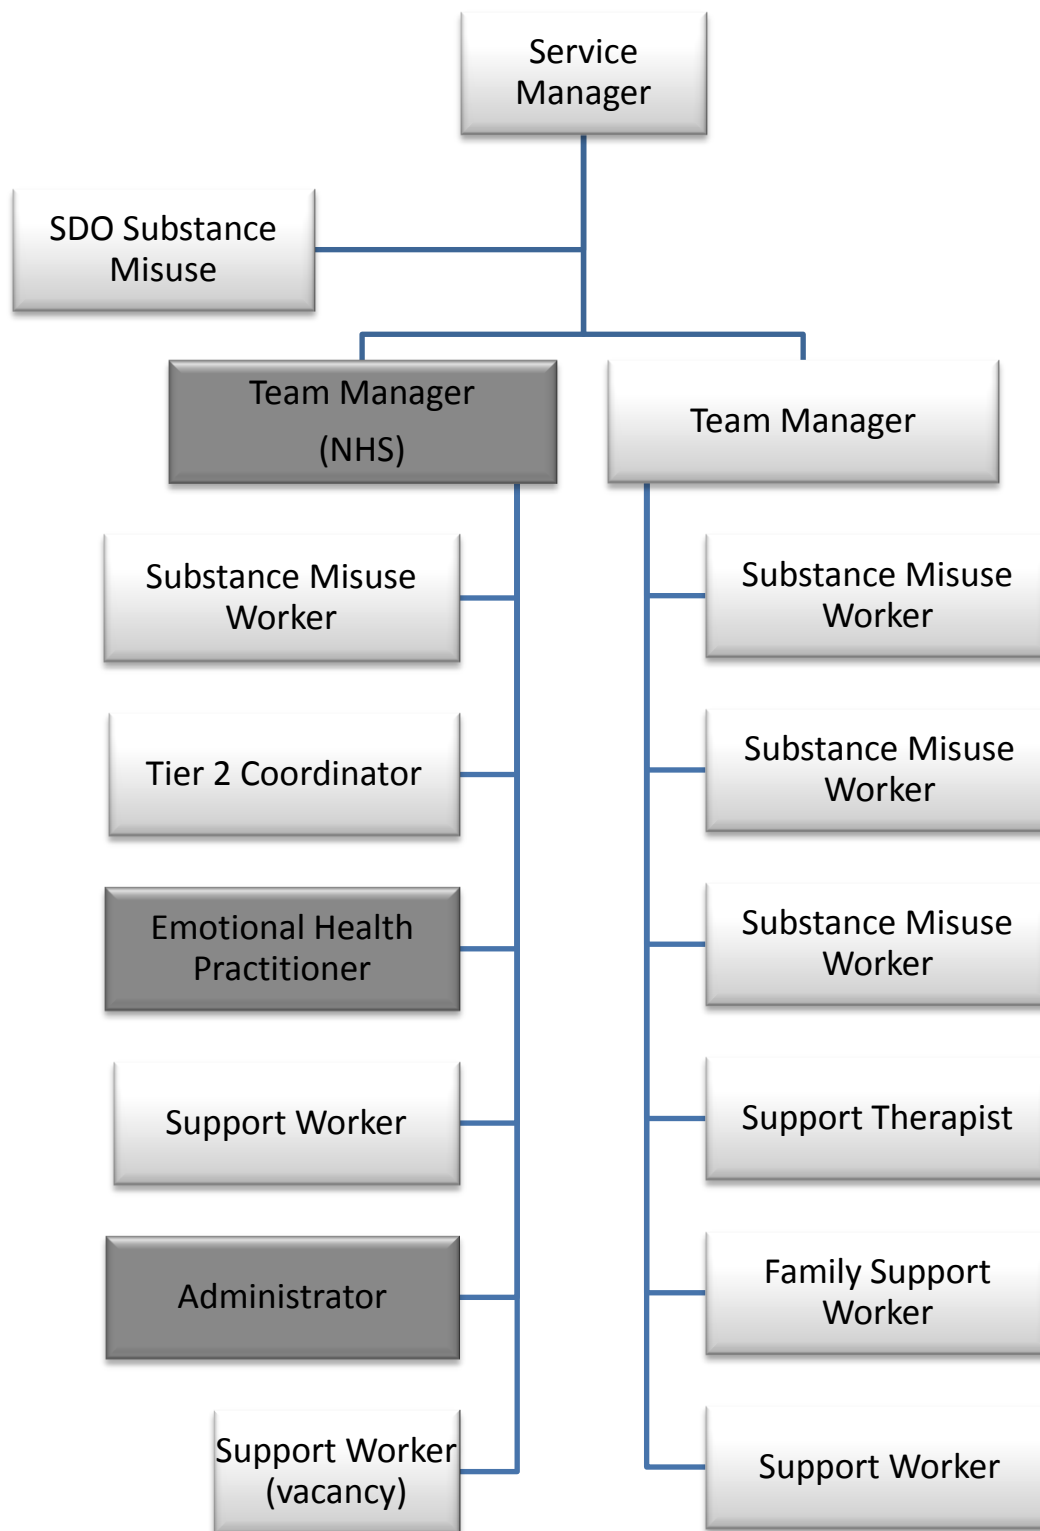 Service
Manager
SDO Substance
Misuse
Team Manager
(NHS)
Team Manager
Substance Misuse
Worker
Tier 2 Coordinator
Emotional Health
Practitioner
Support Worker
Administrator
Support Worker
(vacancy)
Substance Misuse
Worker
Substance Misuse
Worker
Substance Misuse
Worker
Support Therapist
Family Support
Worker
Support Worker